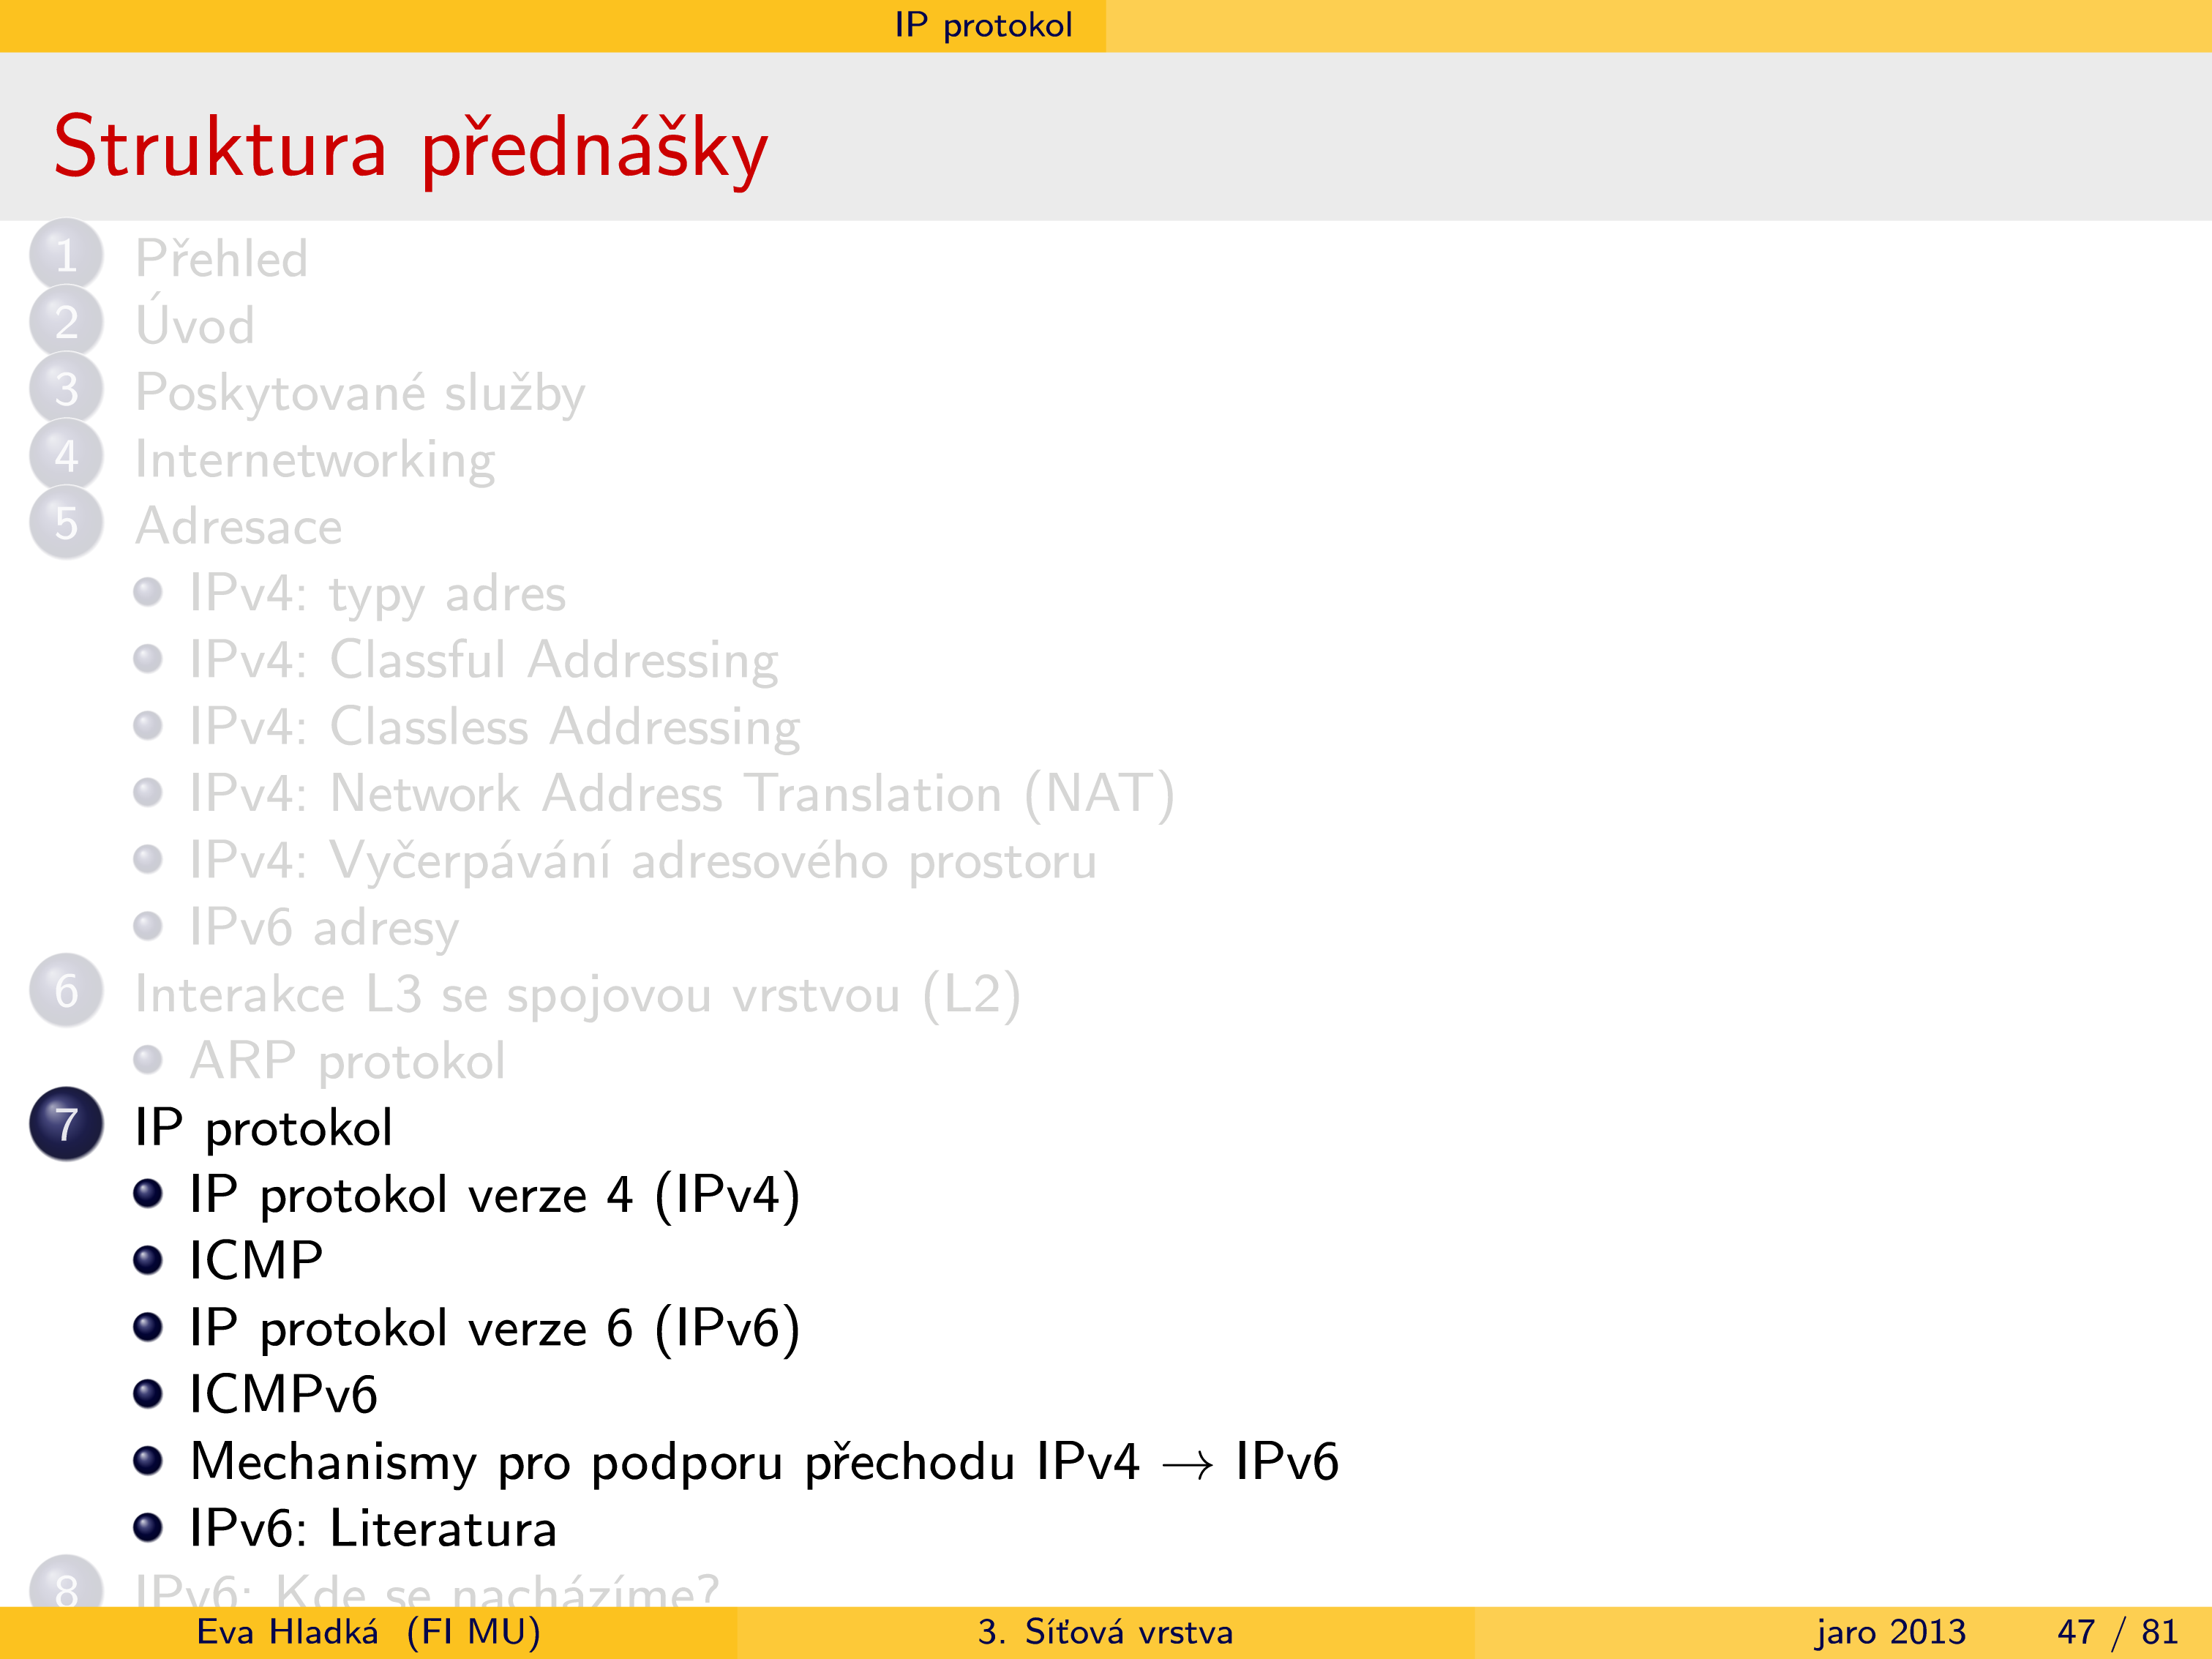 IP protokol
Struktura přednášky
1 Přehled
2 Úvod
3 Poskytované služby
4 Internetworking
5 Adresace
IPv4: typy adres
IPv4: Classful Addressing
IPv4: Classless Addressing
IPv4: Network Address Translation (NAT)
IPv4: Vyčerpávání adresového prostoru
IPv6 adresy
6 Interakce L3 se spojovou vrstvou (L2)
ARP protokol
7 IP protokol
IP protokol verze 4 (IPv4)
ICMP
IP protokol verze 6 (IPv6)
ICMPv6
Mechanismy pro podporu přechodu IPv4 → IPv6
IPv6: Literatura
8 IPv6: Kde se nacházíme?
Eva Hladká (FI MU) 3. Síťová vrstva jaro 2013 47 / 81